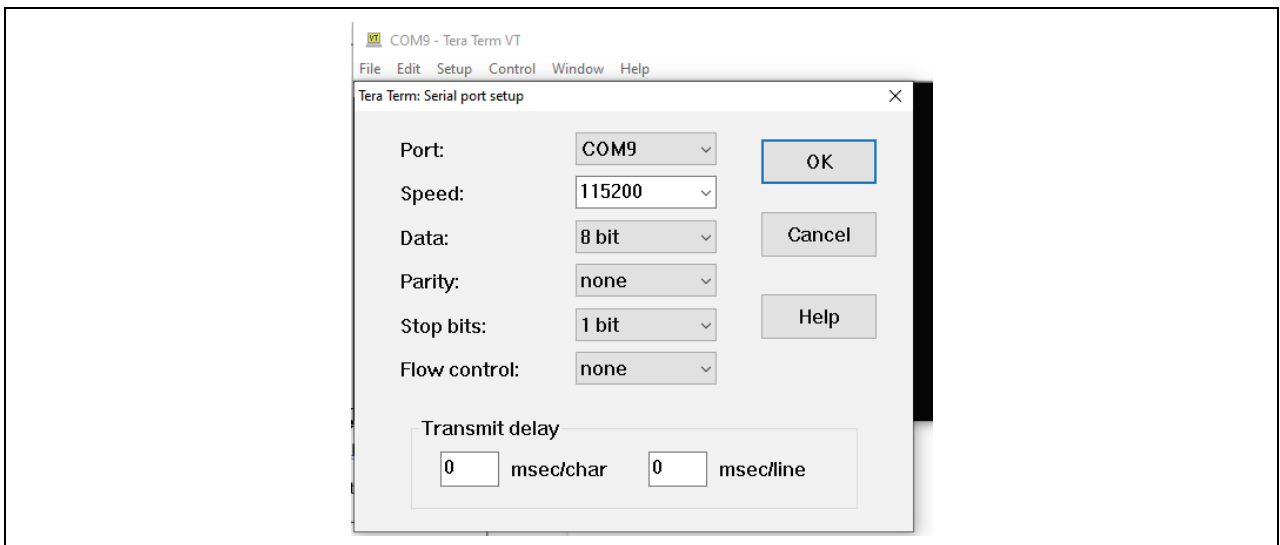 COM9 - Tera Term VT
File Edit Setup Control Window Help
Tera Term: Serial port setup
Port: COM9
OK
Speed: 115200
Data: 8 bit
Cancel
Parity: none
Stop bits: 1 bit
Help
Flow control: none
Transmit delay
0 msec/char 0 msec/line